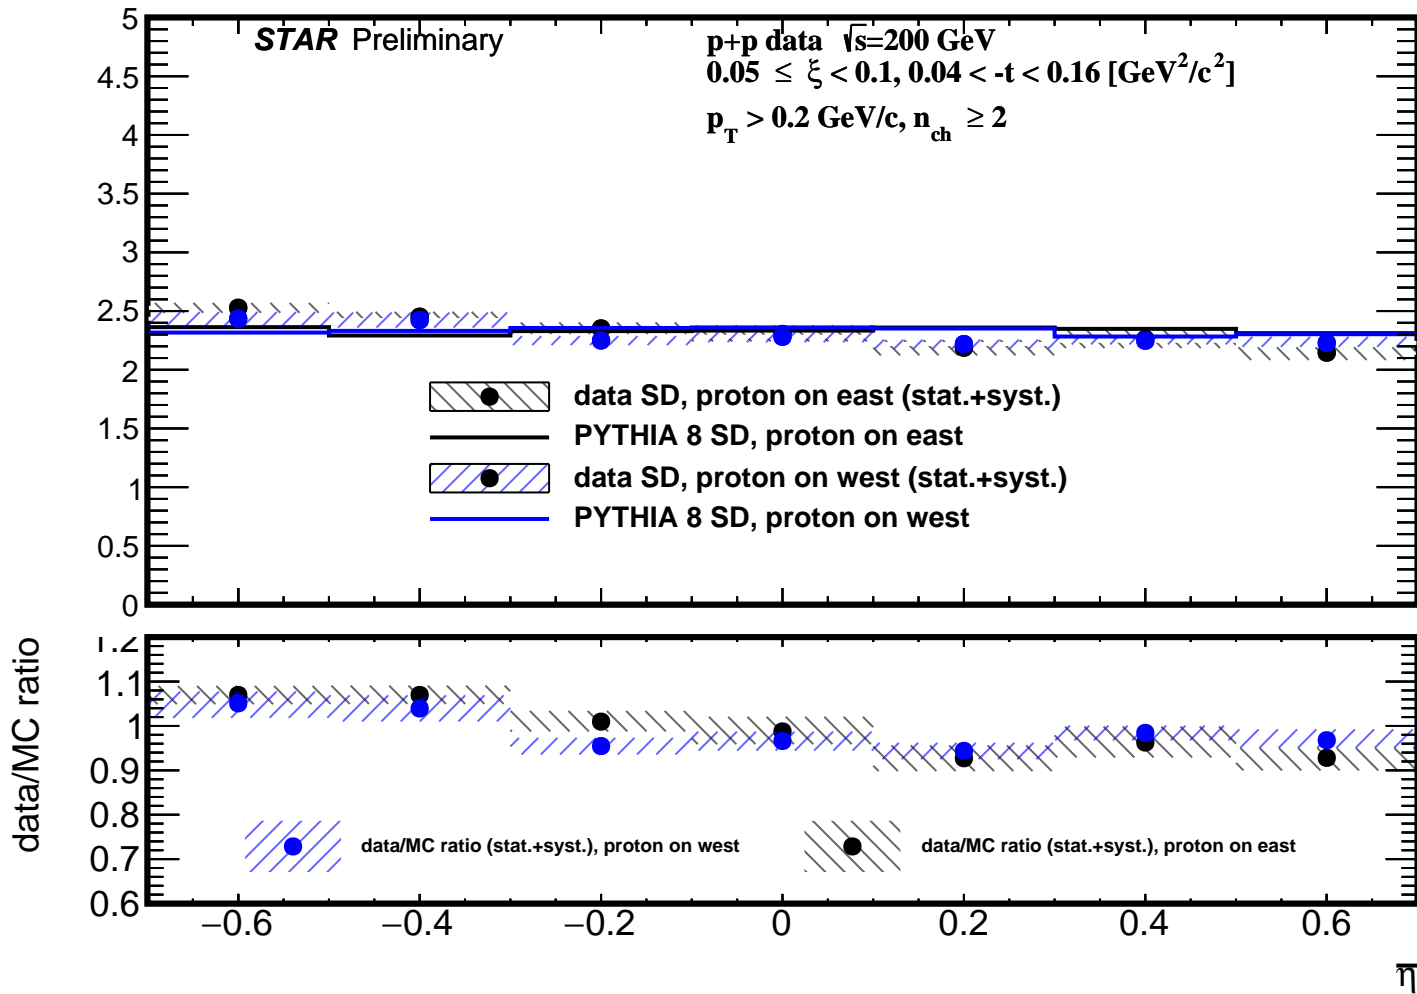 STAR Preliminary
p+p data √s=200 GeV
0.05 ≤ ξ < 0.1, 0.04 < -t < 0.16 [GeV²/c²]
p_T > 0.2 GeV/c, n_ch ≥ 2
5
4.5
4
3.5
3
2.5
2
1.5
1
0.5
0
data SD, proton on east (stat.+syst.)
PYTHIA 8 SD, proton on east
data SD, proton on west (stat.+syst.)
PYTHIA 8 SD, proton on west
data/MC ratio
1.2
1.1
1
0.9
0.8
0.7
0.6
data/MC ratio (stat.+syst.), proton on west
data/MC ratio (stat.+syst.), proton on east
−0.6 −0.4 −0.2 0 0.2 0.4 0.6
η̅